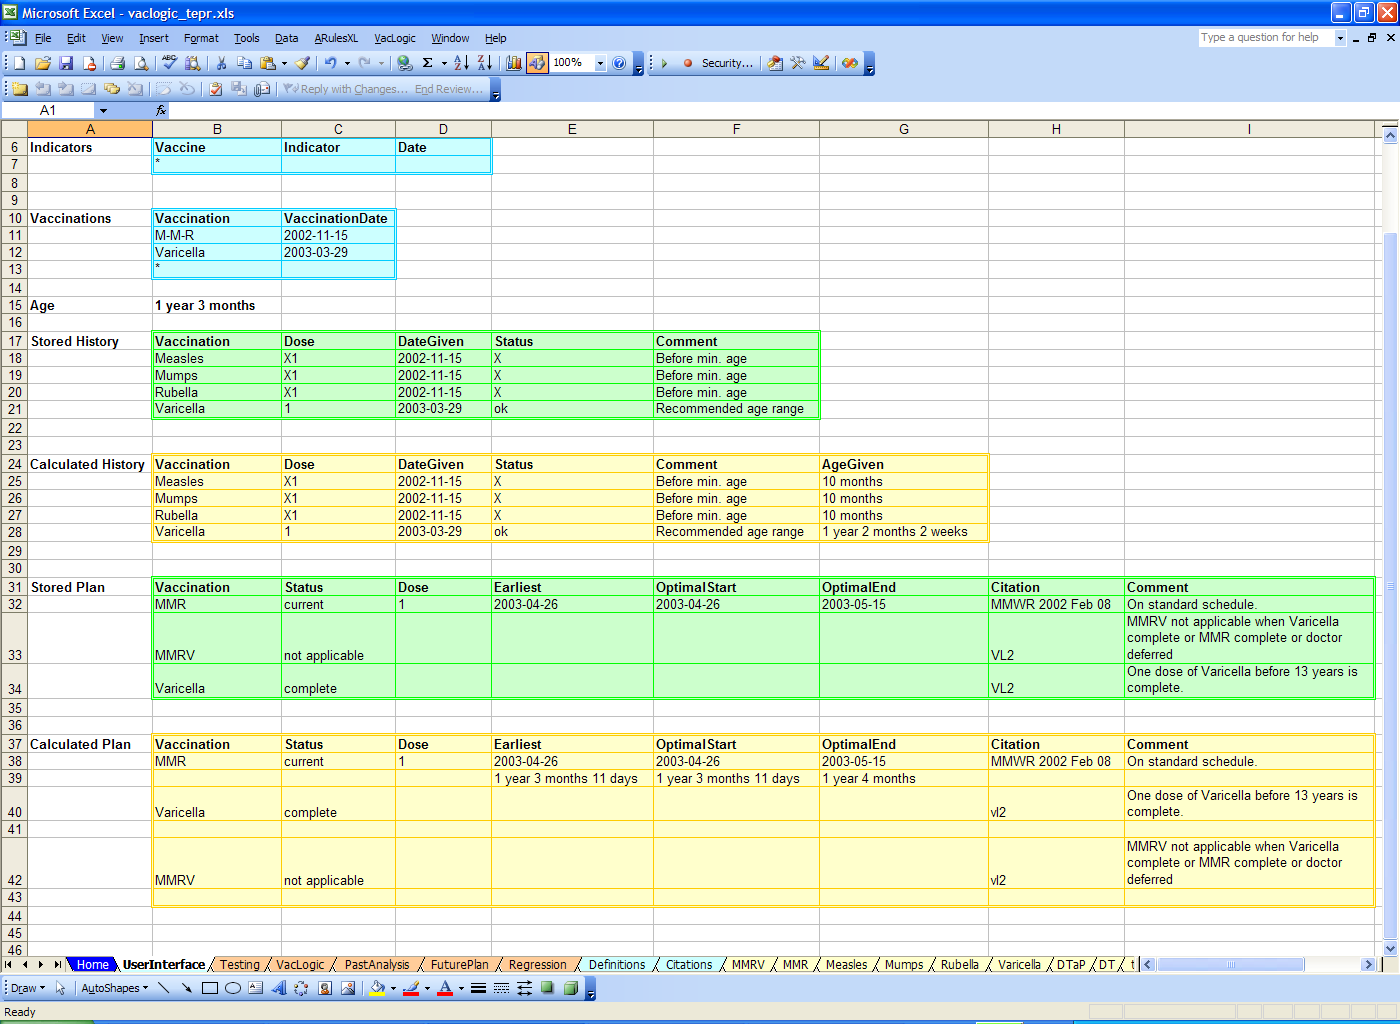 Microsoft Excel - vaclogic_tepr.xls
File Edit View Insert Format Tools Data ARulesXL VacLogic Window Help Type a question for help
100% Security...
Reply with Changes... End Review...
A1 fx
A B C D E F G H I
6 Indicators Vaccine Indicator Date
7 *
8
9
10 Vaccinations Vaccination VaccinationDate
11 M-M-R 2002-11-15
12 Varicella 2003-03-29
13 *
14
15 Age 1 year 3 months
16
17 Stored History Vaccination Dose DateGiven Status Comment
18 Measles X1 2002-11-15 X Before min. age
19 Mumps X1 2002-11-15 X Before min. age
20 Rubella X1 2002-11-15 X Before min. age
21 Varicella 1 2003-03-29 ok Recommended age range
22
23
24 Calculated History Vaccination Dose DateGiven Status Comment AgeGiven
25 Measles X1 2002-11-15 X Before min. age 10 months
26 Mumps X1 2002-11-15 X Before min. age 10 months
27 Rubella X1 2002-11-15 X Before min. age 10 months
28 Varicella 1 2003-03-29 ok Recommended age range 1 year 2 months 2 weeks
29
30
31 Stored Plan Vaccination Status Dose Earliest OptimalStart OptimalEnd Citation Comment
32 MMR current 1 2003-04-26 2003-04-26 2003-05-15 MMWR 2002 Feb 08 On standard schedule.
MMRV not applicable when Varicella
complete or MMR complete or doctor
33 MMRV not applicable VL2 deferred
One dose of Varicella before 13 years is
34 Varicella complete VL2 complete.
35
36
37 Calculated Plan Vaccination Status Dose Earliest OptimalStart OptimalEnd Citation Comment
38 MMR current 1 2003-04-26 2003-04-26 2003-05-15 MMWR 2002 Feb 08 On standard schedule.
39 1 year 3 months 11 days 1 year 3 months 11 days 1 year 4 months
One dose of Varicella before 13 years is
40 Varicella complete vl2 complete.
41
MMRV not applicable when Varicella
complete or MMR complete or doctor
42 MMRV not applicable vl2 deferred
43
44
45
46
Home UserInterface Testing VacLogic PastAnalysis FuturePlan Regression Definitions Citations MMRV MMR Measles Mumps Rubella Varicella DTaP DT t
Draw AutoShapes
Ready